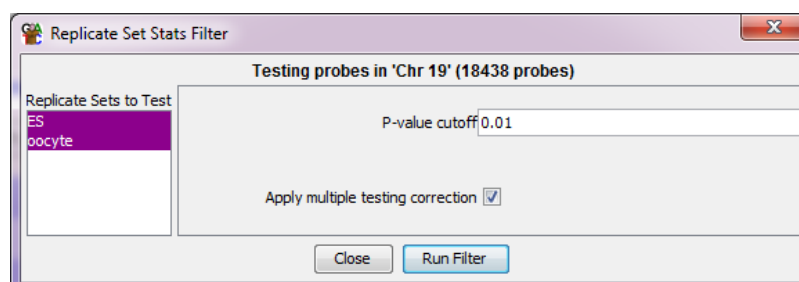 Replicate Set Stats Filter
Testing probes in 'Chr 19' (18438 probes)
Replicate Sets to Test
ES
oocyte
P-value cutoff 0.01
Apply multiple testing correction
Close
Run Filter